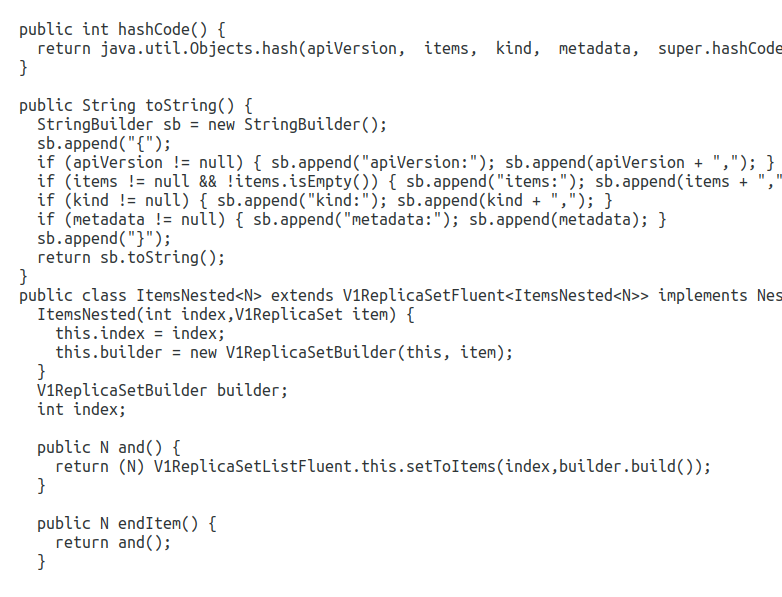 public int hashCode() {
  return java.util.Objects.hash(apiVersion,  items,  kind,  metadata,  super.hashCode
}

public String toString() {
  StringBuilder sb = new StringBuilder();
  sb.append("{");
  if (apiVersion != null) { sb.append("apiVersion:"); sb.append(apiVersion + ","); }
  if (items != null && !items.isEmpty()) { sb.append("items:"); sb.append(items + ","
  if (kind != null) { sb.append("kind:"); sb.append(kind + ","); }
  if (metadata != null) { sb.append("metadata:"); sb.append(metadata); }
  sb.append("}");
  return sb.toString();
}
public class ItemsNested<N> extends V1ReplicaSetFluent<ItemsNested<N>> implements Nes
  ItemsNested(int index,V1ReplicaSet item) {
    this.index = index;
    this.builder = new V1ReplicaSetBuilder(this, item);
  }
  V1ReplicaSetBuilder builder;
  int index;

  public N and() {
    return (N) V1ReplicaSetListFluent.this.setToItems(index,builder.build());
  }

  public N endItem() {
    return and();
  }